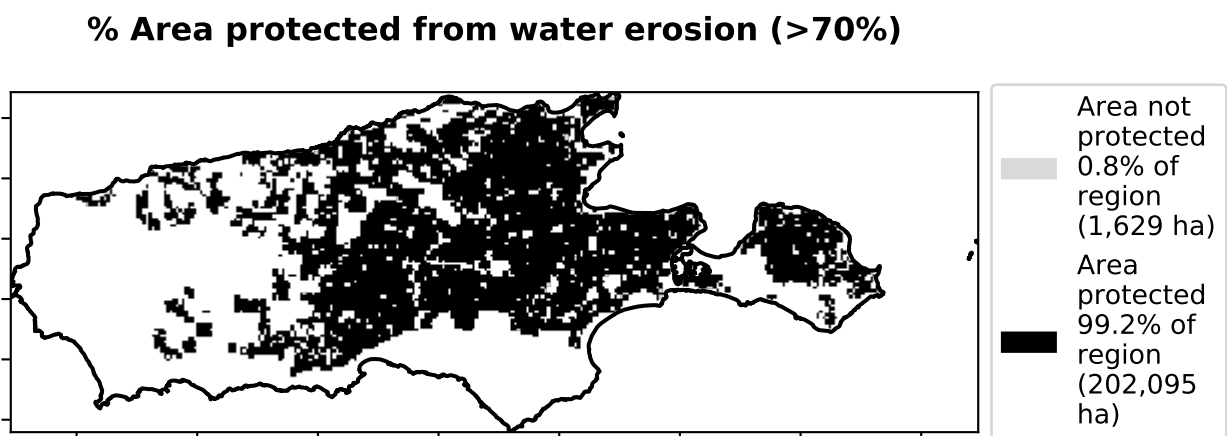 % Area protected from water erosion (>70%)
Area not
protected
0.8% of
region
(1,629 ha)
Area
protected
99.2% of
region
(202,095
ha)